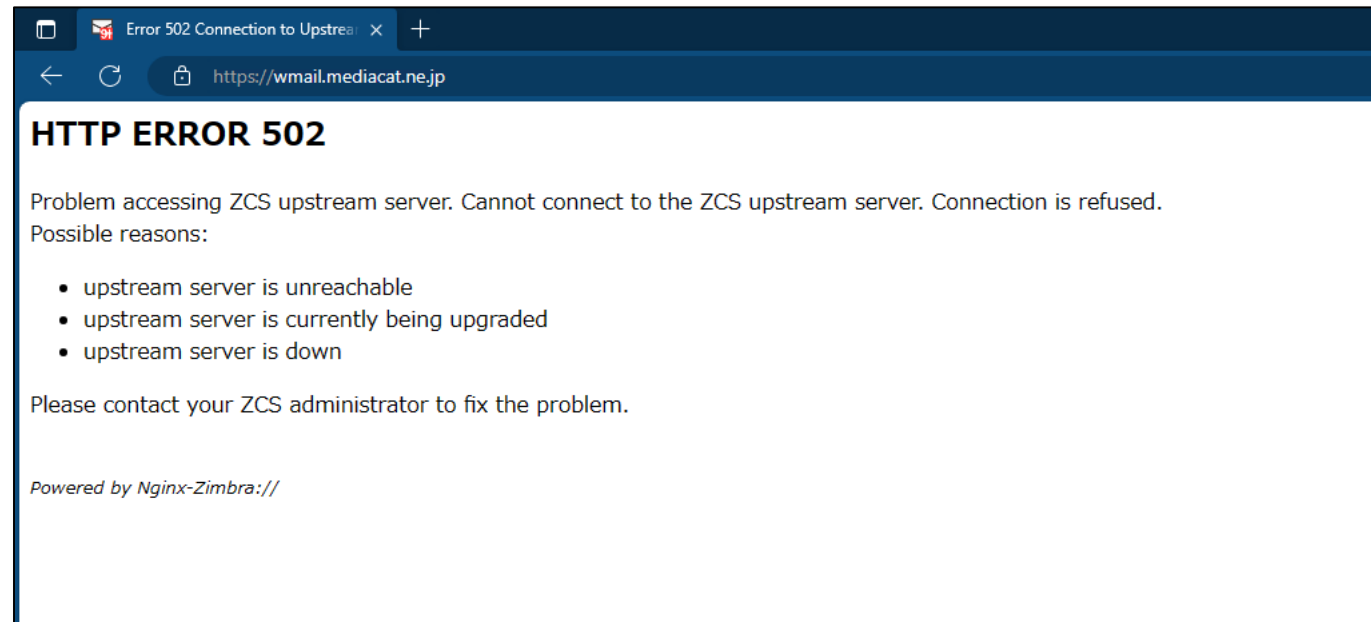 Error 502 Connection to Upstrea
https://wmail.mediacat.ne.jp
HTTP ERROR 502
Problem accessing ZCS upstream server. Cannot connect to the ZCS upstream server. Connection is refused.
Possible reasons:
• upstream server is unreachable
• upstream server is currently being upgraded
• upstream server is down
Please contact your ZCS administrator to fix the problem.
Powered by Nginx-Zimbra://